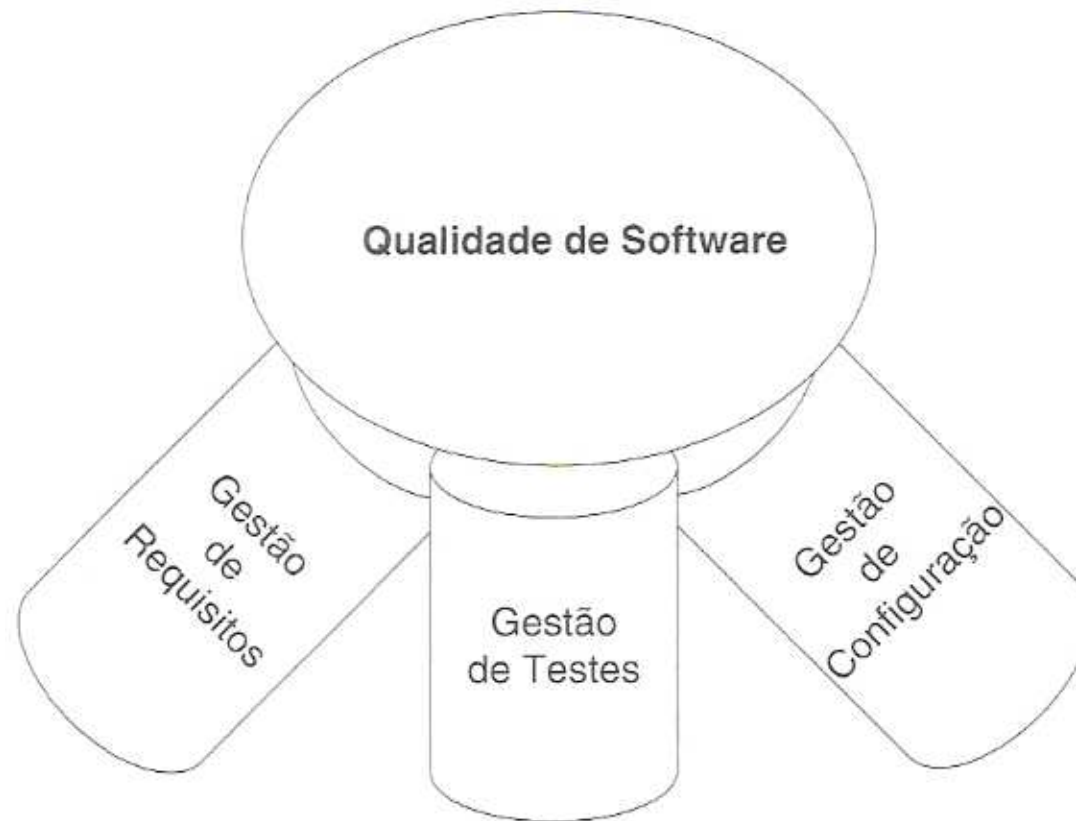 Qualidade de Software
Gestão
de
Requisitos
Gestão
de Testes
Gestão
de
Configuração